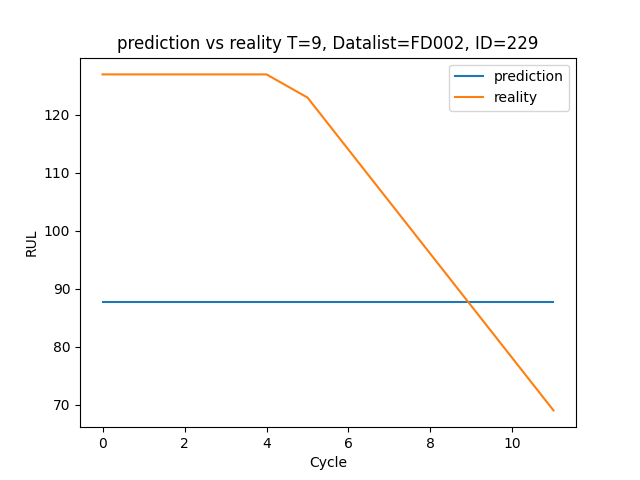 prediction vs reality T=9, Datalist=FD002, ID=229
prediction
reality
RUL
120
110
100
90
80
70
0 2 4 6 8 10
Cycle